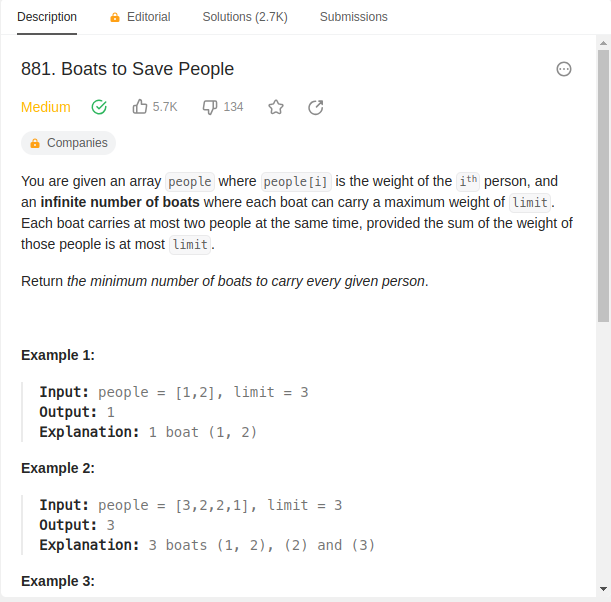 Description Editorial Solutions (2.7K) Submissions
881. Boats to Save People
Medium 5.7K 134
Companies
You are given an array people where people[i] is the weight of the ith person, and
an infinite number of boats where each boat can carry a maximum weight of limit.
Each boat carries at most two people at the same time, provided the sum of the weight of
those people is at most limit.
Return the minimum number of boats to carry every given person.
Example 1:
Input: people = [1,2], limit = 3
Output: 1
Explanation: 1 boat (1, 2)
Example 2:
Input: people = [3,2,2,1], limit = 3
Output: 3
Explanation: 3 boats (1, 2), (2) and (3)
Example 3: